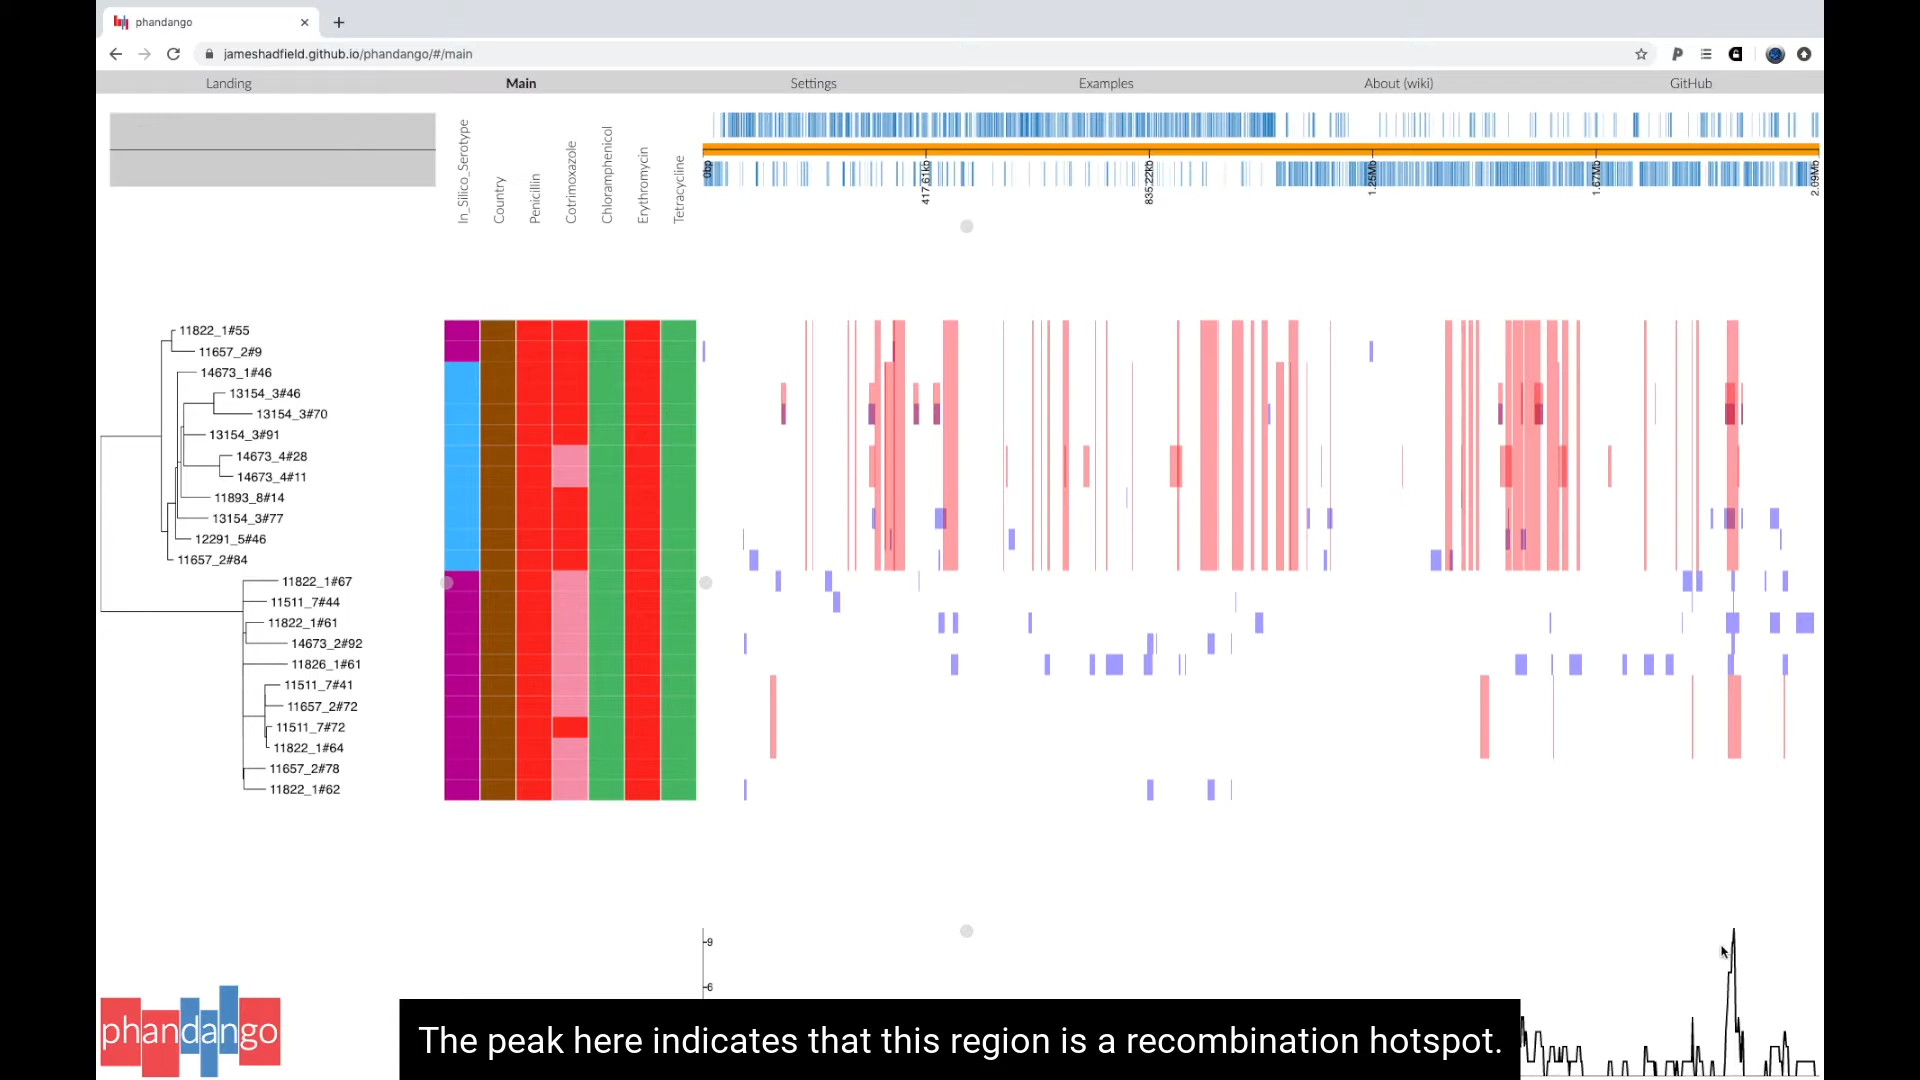 phandango
jameshadfield.github.io/phandango/#/main
Landing
Main
Settings
Examples
About (wiki)
GitHub
In_Silico_Serotype
Country
Penicillin
Cotrimoxazole
Chloramphenicol
Erythromycin
Tetracycline
0bp
417.61kb
835.22kb
1.25Mb
1.67Mb
2.09Mb
11822_1#55
11657_2#9
14673_1#46
13154_3#46
13154_3#70
13154_3#91
14673_4#28
14673_4#11
11893_8#14
13154_3#77
12291_5#46
11657_2#84
11822_1#67
11511_7#44
11822_1#61
14673_2#92
11826_1#61
11511_7#41
11657_2#72
11511_7#72
11822_1#64
11657_2#78
11822_1#62
9
6
phandango
The peak here indicates that this region is a recombination hotspot.